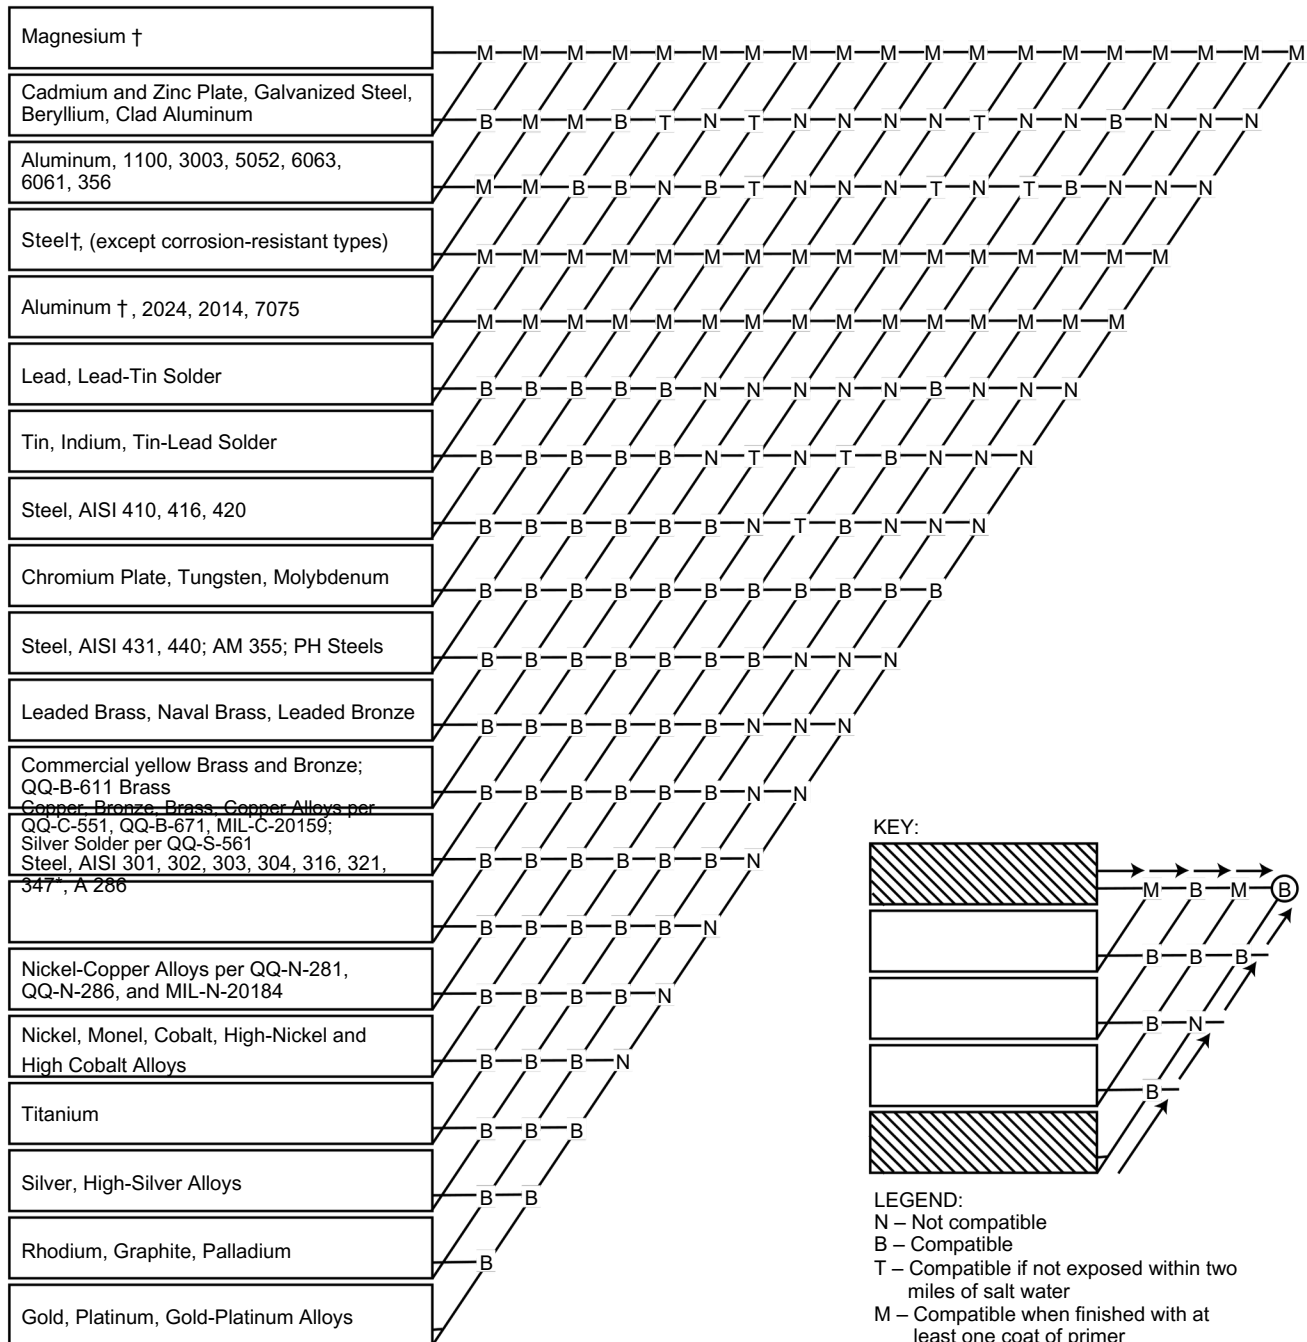 Magnesium †
M M M M M M M M M M M M M M M M M M M
Cadmium and Zinc Plate, Galvanized Steel,
Beryllium, Clad Aluminum
B M M B T N T N N N N T N N B N N N
Aluminum, 1100, 3003, 5052, 6063,
6061, 356
M M B B N B T N N N T N T B N N N
Steel†, (except corrosion-resistant types)
M M M M M M M M M M M M M M M M
Aluminum †, 2024, 2014, 7075
M M M M M M M M M M M M M M M
Lead, Lead-Tin Solder
B B B B B N N N N N B N N N
Tin, Indium, Tin-Lead Solder
B B B B B N T N T B N N N
Steel, AISI 410, 416, 420
B B B B B B N T B N N N
Chromium Plate, Tungsten, Molybdenum
B B B B B B B B B B B
Steel, AISI 431, 440; AM 355; PH Steels
B B B B B B B N N N
Leaded Brass, Naval Brass, Leaded Bronze
B B B B B B N N N
Commercial yellow Brass and Bronze;
QQ-B-611 Brass
B B B B B B N N
Copper, Bronze, Brass, Copper Alloys per
QQ-C-551, QQ-B-671, MIL-C-20159;
Silver Solder per QQ-S-561
B B B B B B N
Steel, AISI 301, 302, 303, 304, 316, 321,
347*, A 286
B B B B B N
Nickel-Copper Alloys per QQ-N-281,
QQ-N-286, and MIL-N-20184
B B B B N
Nickel, Monel, Cobalt, High-Nickel and
High Cobalt Alloys
B B B N
Titanium
B B B
Silver, High-Silver Alloys
B B
Rhodium, Graphite, Palladium
B
Gold, Platinum, Gold-Platinum Alloys
KEY:
M B M B
B B B
B N
B
LEGEND:
N – Not compatible
B – Compatible
T – Compatible if not exposed within two
miles of salt water
M – Compatible when finished with at
least one coat of primer